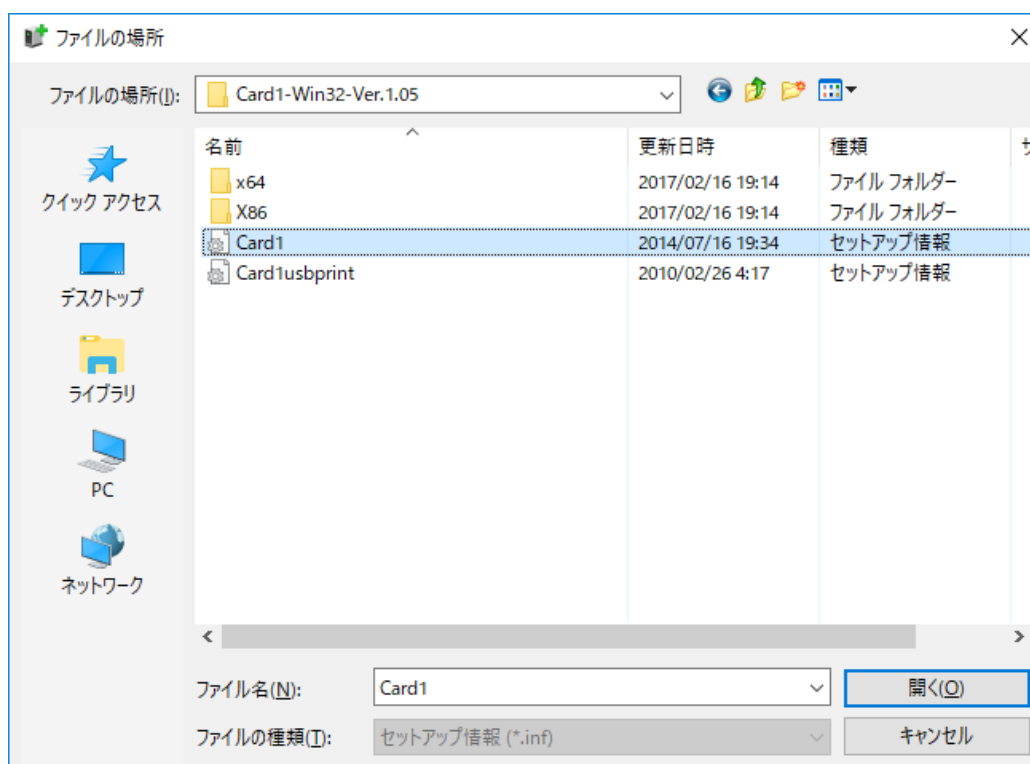 ファイルの場所
ファイルの場所(I):
Card1-Win32-Ver.1.05
名前 更新日時 種類 サ
x64 2017/02/16 19:14 ファイル フォルダー
X86 2017/02/16 19:14 ファイル フォルダー
Card1 2014/07/16 19:34 セットアップ情報
Card1usbprint 2010/02/26 4:17 セットアップ情報
クイック アクセス
デスクトップ
ライブラリ
PC
ネットワーク
ファイル名(N): Card1 開く(O)
ファイルの種類(T): セットアップ情報 (*.inf) キャンセル